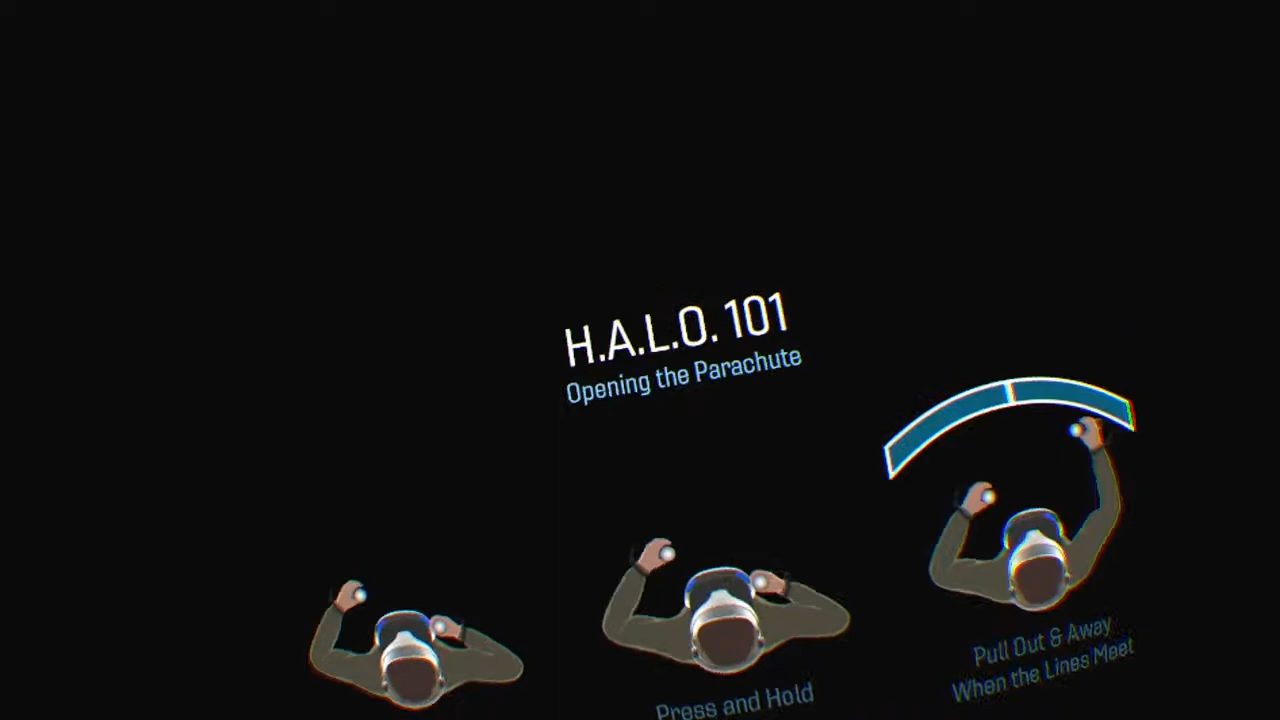 H.A.L.O. 101
Opening the Parachute
Pull Out & Away
When the Lines Meet
Press and Hold